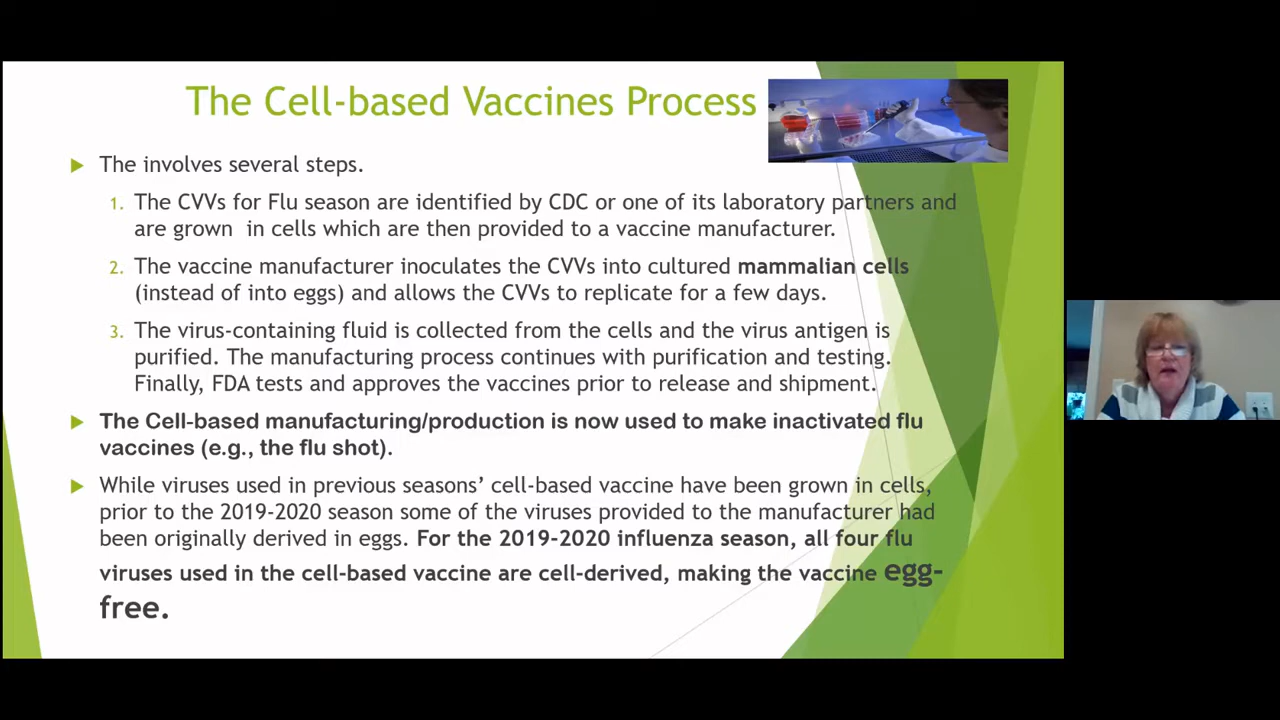 The Cell-based Vaccines Process
The involves several steps.
1. The CVVs for Flu season are identified by CDC or one of its laboratory partners and
are grown in cells which are then provided to a vaccine manufacturer.
2. The vaccine manufacturer inoculates the CVVs into cultured mammalian cells
(instead of into eggs) and allows the CVVs to replicate for a few days.
3. The virus-containing fluid is collected from the cells and the virus antigen is
purified. The manufacturing process continues with purification and testing.
Finally, FDA tests and approves the vaccines prior to release and shipment.
The Cell-based manufacturing/production is now used to make inactivated flu
vaccines (e.g., the flu shot).
While viruses used in previous seasons’ cell-based vaccine have been grown in cells,
prior to the 2019-2020 season some of the viruses provided to the manufacturer had
been originally derived in eggs. For the 2019-2020 influenza season, all four flu
viruses used in the cell-based vaccine are cell-derived, making the vaccine egg-
free.